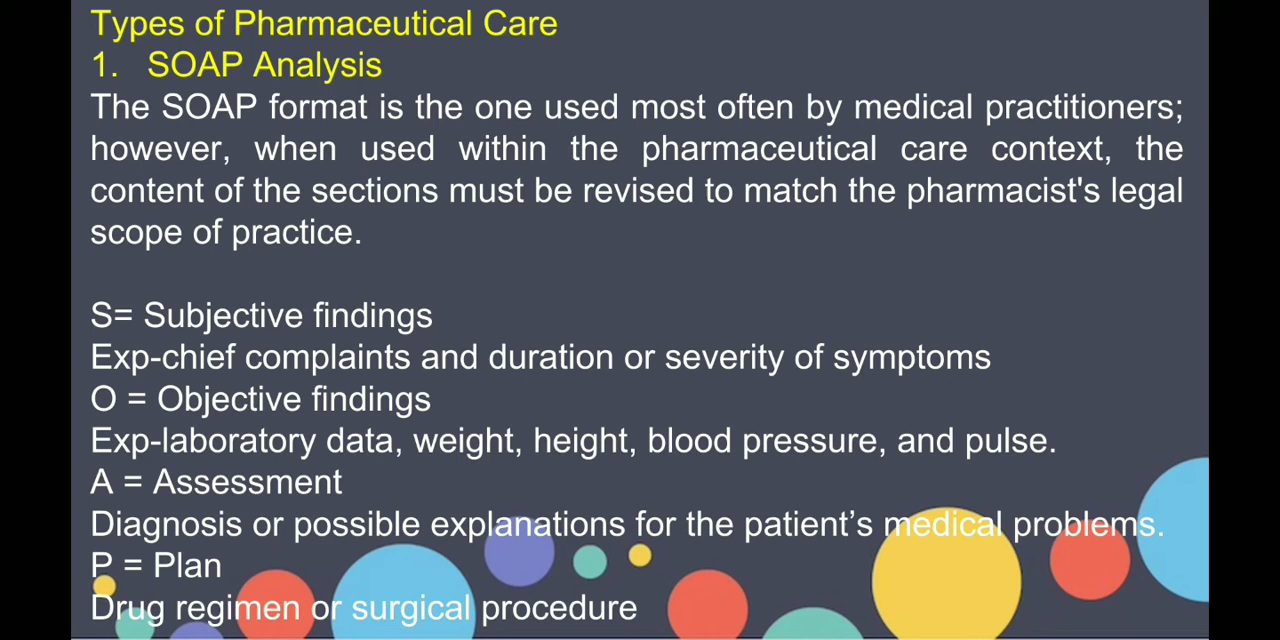 Types of Pharmaceutical Care
1. SOAP Analysis
The SOAP format is the one used most often by medical practitioners;
however, when used within the pharmaceutical care context, the
content of the sections must be revised to match the pharmacist's legal
scope of practice.
S= Subjective findings
Exp-chief complaints and duration or severity of symptoms
O = Objective findings
Exp-laboratory data, weight, height, blood pressure, and pulse.
A = Assessment
Diagnosis or possible explanations for the patient’s medical problems.
P = Plan
Drug regimen or surgical procedure